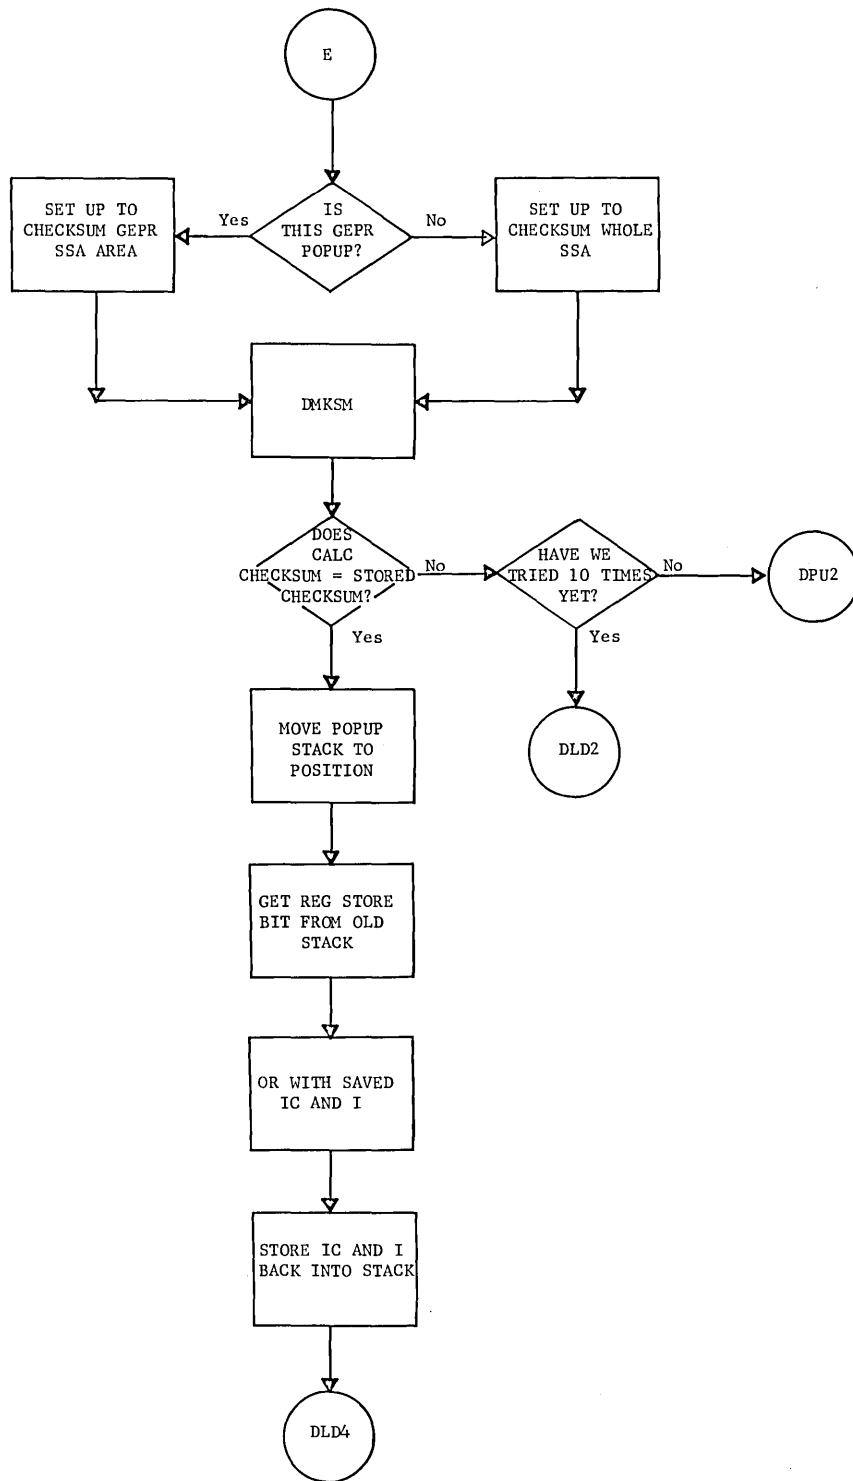 E
SET UP TO
CHECKSUM GEPR
SSA AREA
Yes
IS
THIS GEPR
POPUP?
No
SET UP TO
CHECKSUM WHOLE
SSA
DMKSM
DOES
CALC
CHECKSUM = STORED
CHECKSUM?
No
Yes
HAVE WE
TRIED 10 TIMES
YET?
No
Yes
DPU2
DLD2
MOVE POPUP
STACK TO
POSITION
GET REG STORE
BIT FROM OLD
STACK
OR WITH SAVED
IC AND I
STORE IC AND I
BACK INTO STACK
DLD4